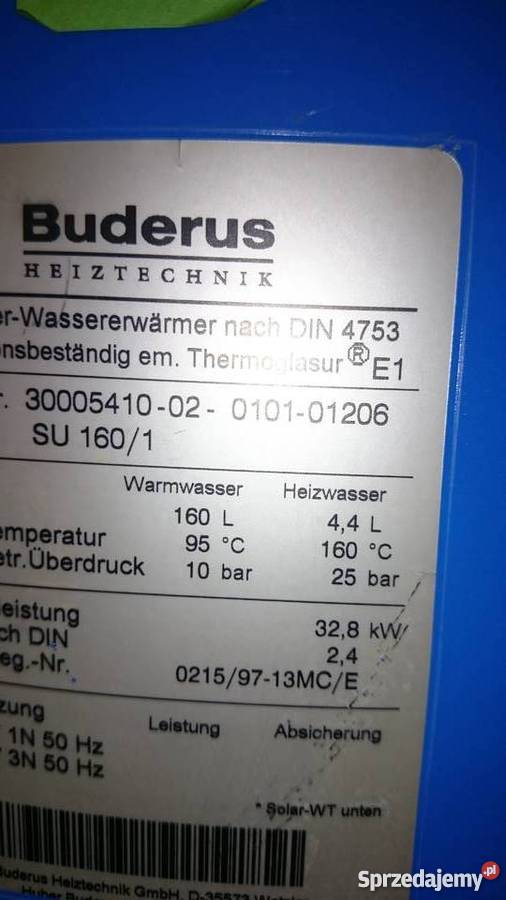 Buderus
HEIZTECHNIK
er-Wassererwärmer nach DIN 4753
onsbeständig em. Thermoglasur® E1
r. 30005410-02- 0101-01206
SU 160/1
Warmwasser Heizwasser
160 L 4,4 L
emperatur 95 °C 160 °C
etr.Überdruck 10 bar 25 bar
leistung 32,8 kW
ch DIN 2,4
eg.-Nr. 0215/97-13MC/E
zung Leistung Absicherung
1N 50 Hz
3N 50 Hz
* Solar-WT unten
Buderus Heiztechnik GmbH, D-35573
Sprzedajemy.pl